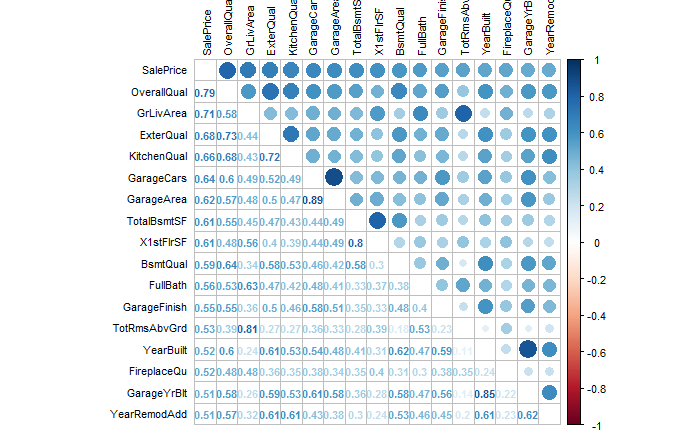 SalePrice OverallQual GrLivArea ExterQual KitchenQua GarageCar GarageArea TotalBsmtS X1stFlrSF BsmtQual FullBath GarageFinis TotRmsAbv YearBuilt FireplaceQ GarageYrB YearRemod
SalePrice
OverallQual 0.79
GrLivArea 0.71 0.58
ExterQual 0.68 0.73 0.44
KitchenQual 0.66 0.68 0.43 0.72
GarageCars 0.64 0.6 0.49 0.52 0.49
GarageArea 0.62 0.57 0.48 0.5 0.47 0.89
TotalBsmtSF 0.61 0.55 0.45 0.47 0.43 0.44 0.49
X1stFlrSF 0.61 0.48 0.56 0.4 0.39 0.44 0.49 0.8
BsmtQual 0.59 0.64 0.34 0.58 0.53 0.46 0.42 0.58 0.3
FullBath 0.56 0.53 0.63 0.47 0.42 0.48 0.41 0.33 0.37 0.38
GarageFinish 0.55 0.55 0.36 0.5 0.46 0.58 0.51 0.35 0.31 0.48 0.4
TotRmsAbvGrd 0.53 0.39 0.81 0.27 0.27 0.36 0.33 0.28 0.39 0.18 0.53 0.23
YearBuilt 0.52 0.6 0.24 0.61 0.53 0.54 0.48 0.41 0.31 0.62 0.47 0.59 0.11
FireplaceQu 0.52 0.48 0.48 0.36 0.35 0.38 0.34 0.35 0.4 0.31 0.3 0.38 0.35 0.24
GarageYrBlt 0.51 0.58 0.26 0.59 0.53 0.61 0.58 0.36 0.28 0.58 0.47 0.56 0.14 0.85 0.22
YearRemodAdd 0.51 0.57 0.32 0.61 0.61 0.43 0.38 0.3 0.24 0.53 0.46 0.45 0.2 0.61 0.23 0.62
1
0.8
0.6
0.4
0.2
0
-0.2
-0.4
-0.6
-0.8
-1